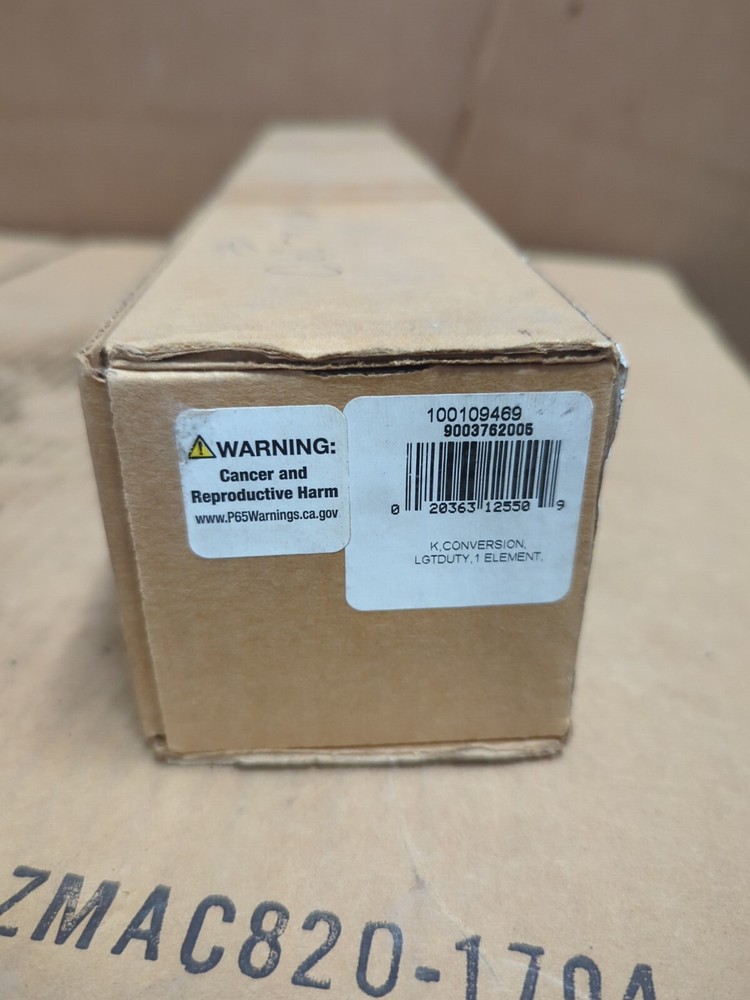 WARNING:
Cancer and
Reproductive Harm
www.P65Warnings.ca.gov
100109469
9003762005
0 20363 12550 9
K,CONVERSION,
LGTDUTY,1 ELEMENT,
ZMAC820-170A